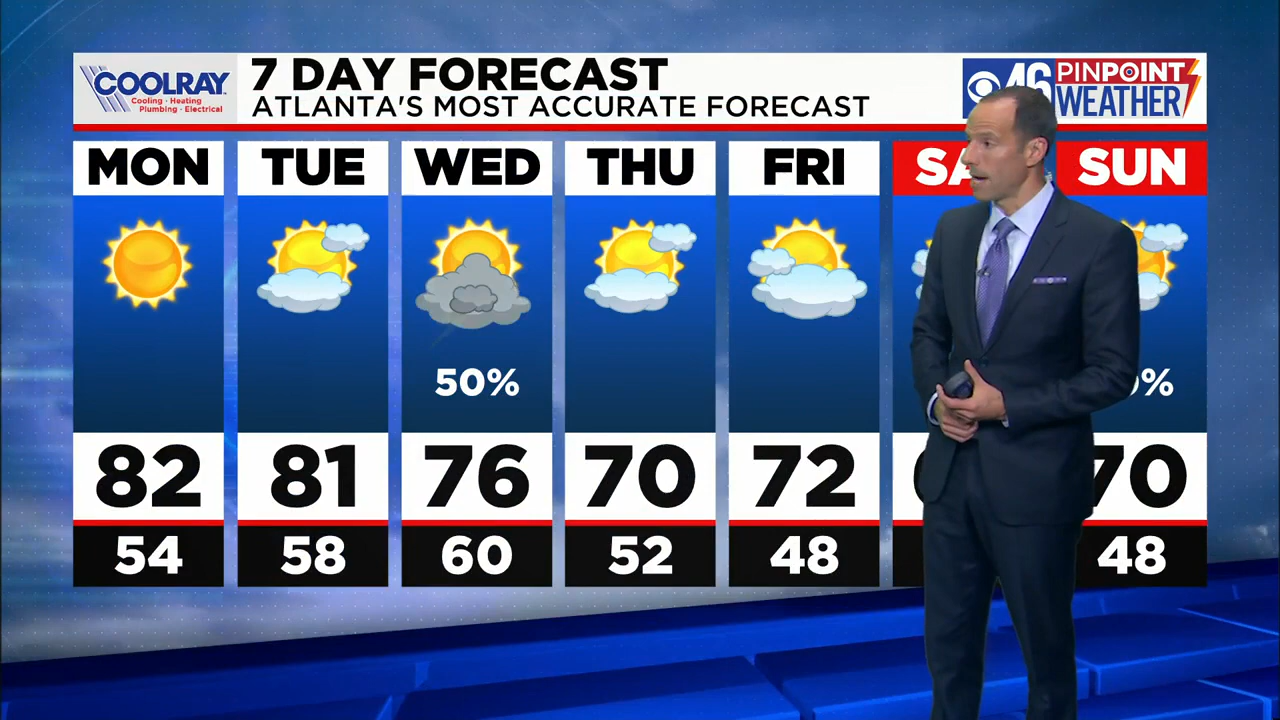 COOLRAY
Cooling · Heating
Plumbing · Electrical
7 DAY FORECAST
ATLANTA'S MOST ACCURATE FORECAST
46 PINPOINT
WEATHER
MON TUE WED THU FRI SUN
50%
82 81 76 70 72 70
54 58 60 52 48 48